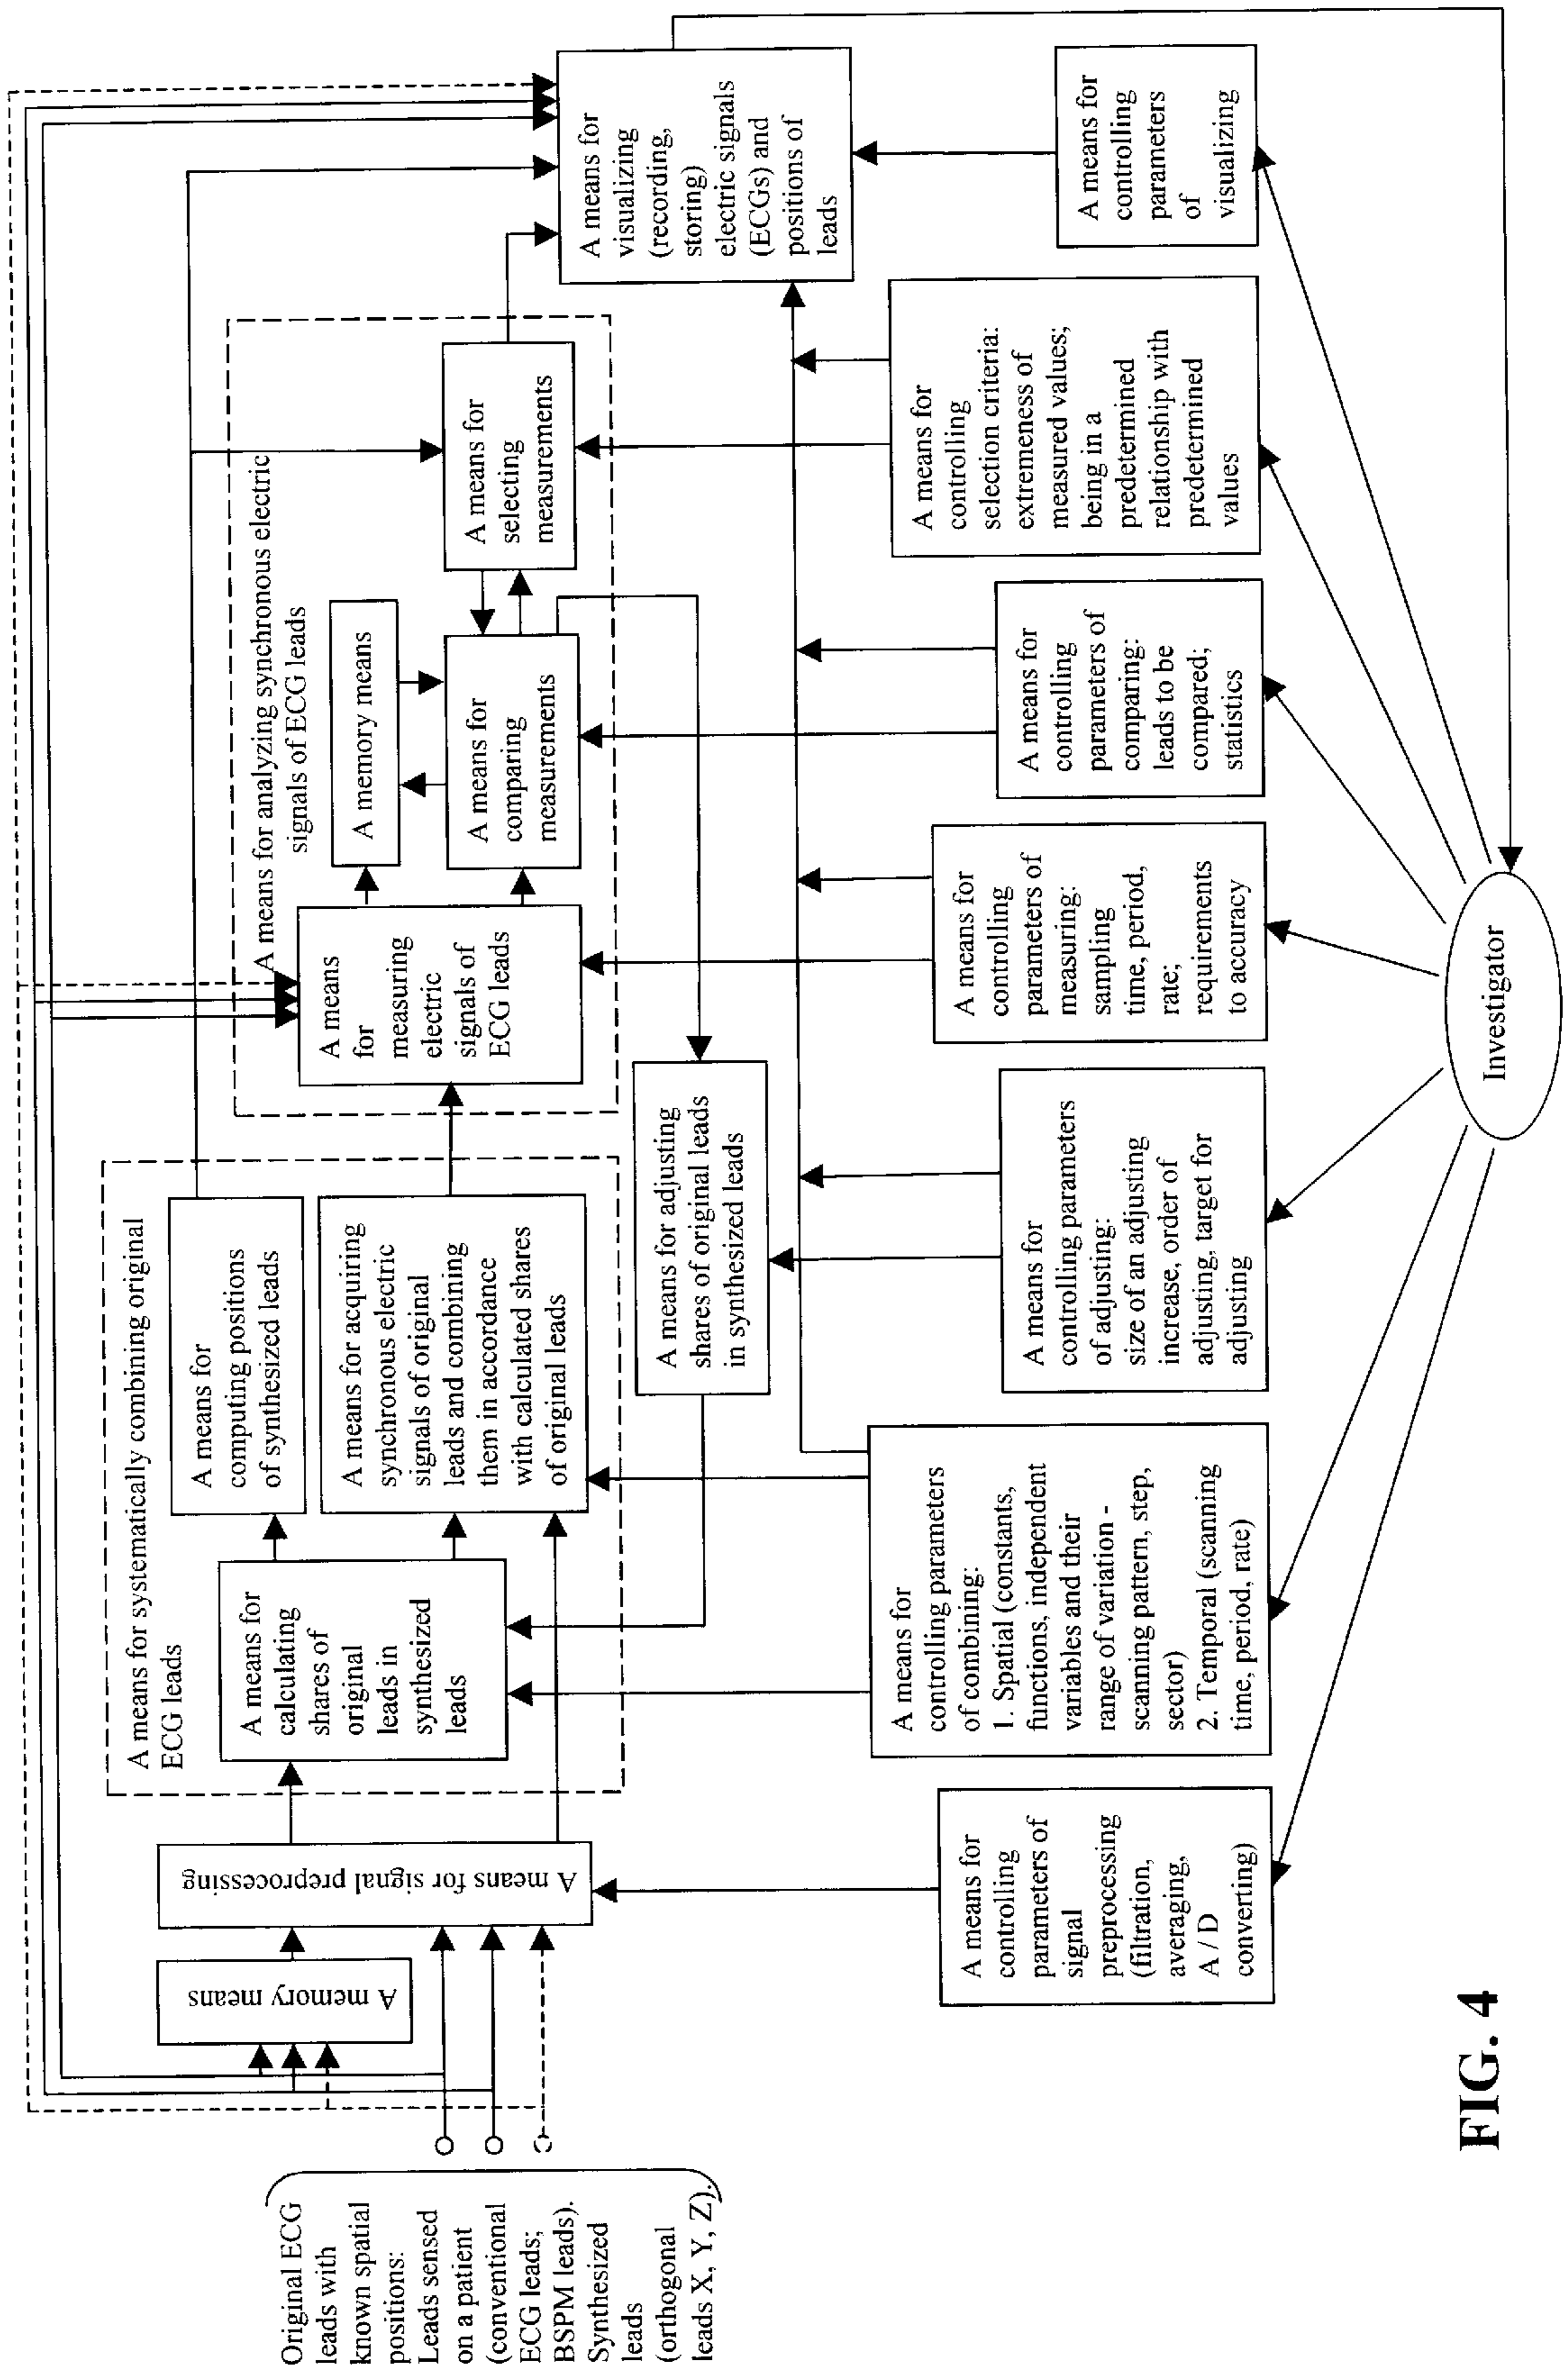 Original ECG
leads with
known spatial
positions:
Leads sensed
on a patient
(conventional
ECG leads;
BSPM leads).
Synthesized
leads
(orthogonal
leads X, Y, Z).
A memory means
A means for signal preprocessing
A means for systematically combining original
ECG leads
A means for
calculating
shares of
original
leads in
synthesized
leads
A means for
computing positions
of synthesized leads
A means for acquiring
synchronous electric
signals of original
leads and combining
them in accordance
with calculated shares
of original leads
A means for analyzing synchronous electric
signals of ECG leads
A means
for
measuring
electric
signals of
ECG leads
A memory means
A means for
comparing
measurements
A means for
selecting
measurements
A means for
visualizing
(recording,
storing)
electric signals
(ECGs) and
positions of
leads
A means for adjusting
shares of original leads
in synthesized leads
A means for
controlling
parameters of
signal
preprocessing
(filtration,
averaging,
A / D
converting)
A means for
controlling parameters
of combining:
1. Spatial (constants,
functions, independent
variables and their
range of variation -
scanning pattern, step,
sector)
2. Temporal (scanning
time, period, rate)
A means for
controlling parameters
of adjusting:
size of an adjusting
increase, order of
adjusting, target for
adjusting
A means for
controlling
parameters of
measuring:
sampling
time, period,
rate;
requirements
to accuracy
A means for
controlling
parameters of
comparing:
leads to be
compared;
statistics
A means for
controlling
selection criteria:
extremeness of
measured values;
being in a
predetermined
relationship with
predetermined
values
A means for
controlling
parameters
of
visualizing
Investigator
FIG. 4